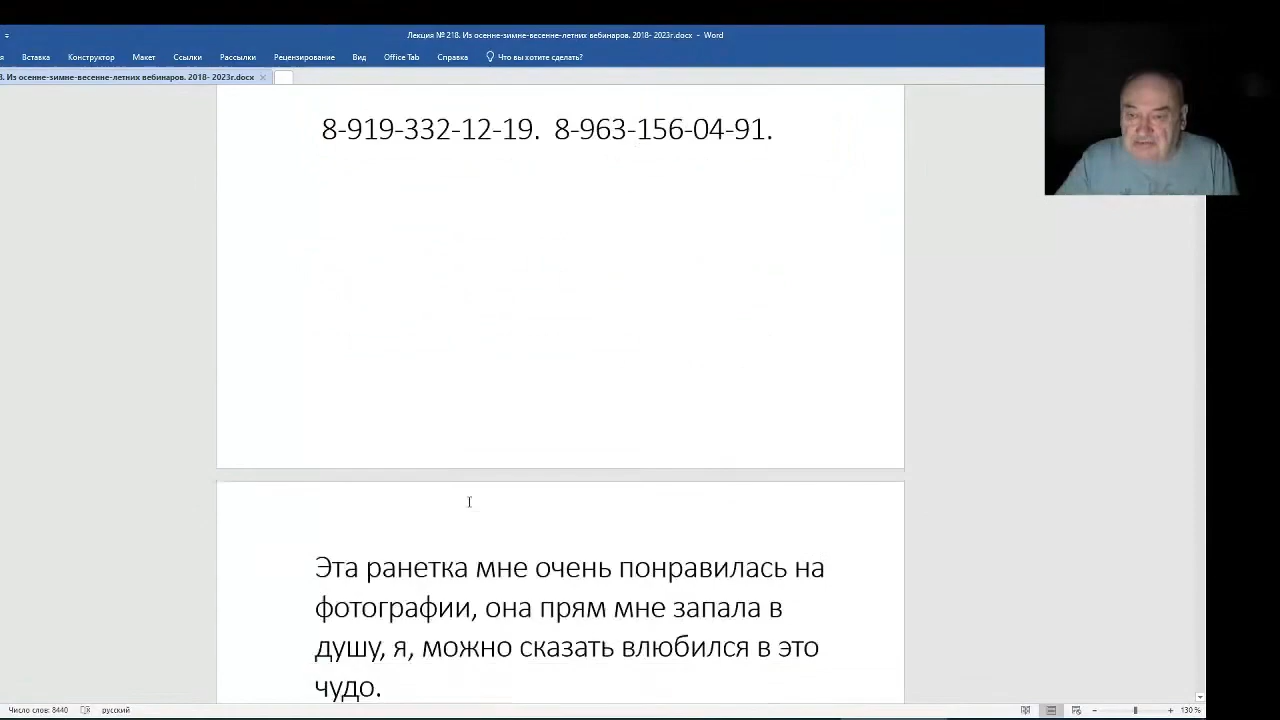 Лекция № 218. Из осенне-зимне-весенне-летних вебинаров. 2018- 2023г.docx - Word
я Вставка Конструктор Макет Ссылки Рассылки Рецензирование Вид Office Tab Справка Что вы хотите сделать?
8. Из осенне-зимне-весенне-летних вебинаров. 2018- 2023г.docx
8-919-332-12-19. 8-963-156-04-91.
Эта ранетка мне очень понравилась на
фотографии, она прям мне запала в
душу, я, можно сказать влюбился в это
чудо.
Число слов: 8440 русский 130 %